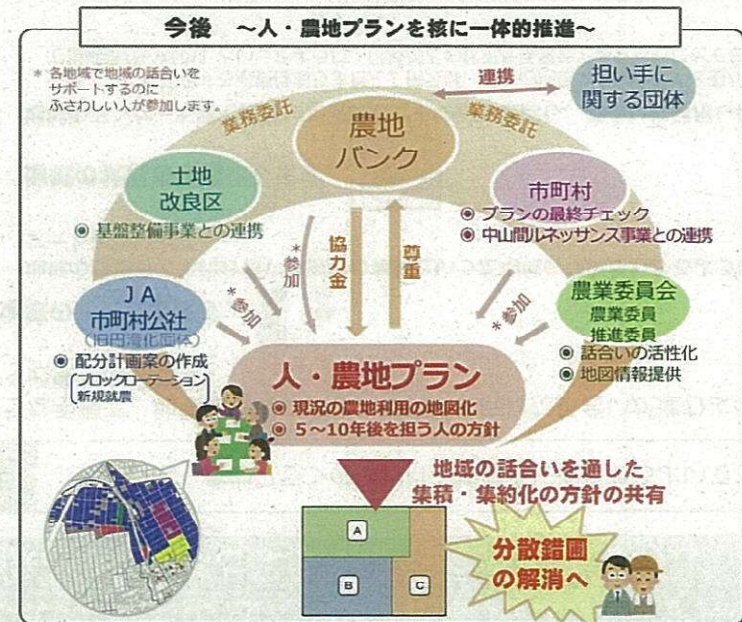 今後 ～人・農地プランを核に一体的推進～
* 各地域で地域の話合いを
サポートするのに
ふさわしい人が参加します。
連携
担い手に
関する団体
業務委託
農地
バンク
業務委託
土地
改良区
◉ 基盤整備事業との連携
市町村
◉ プランの最終チェック
◉ 中山間ルネッサンス事業との連携
*参加
協力金
尊重
ＪＡ
市町村公社
(旧円滑化団体)
◉ 配分計画案の作成
ブロックローテーション
新規就農
*参加
*参加
農業委員会
農業委員
推進委員
◉ 話合いの活性化
◉ 地図情報提供
人・農地プラン
◉ 現況の農地利用の地図化
◉ ５～10年後を担う人の方針
地域の話合いを通した
集積・集約化の方針の共有
A
B
C
分散錯圃
の解消へ